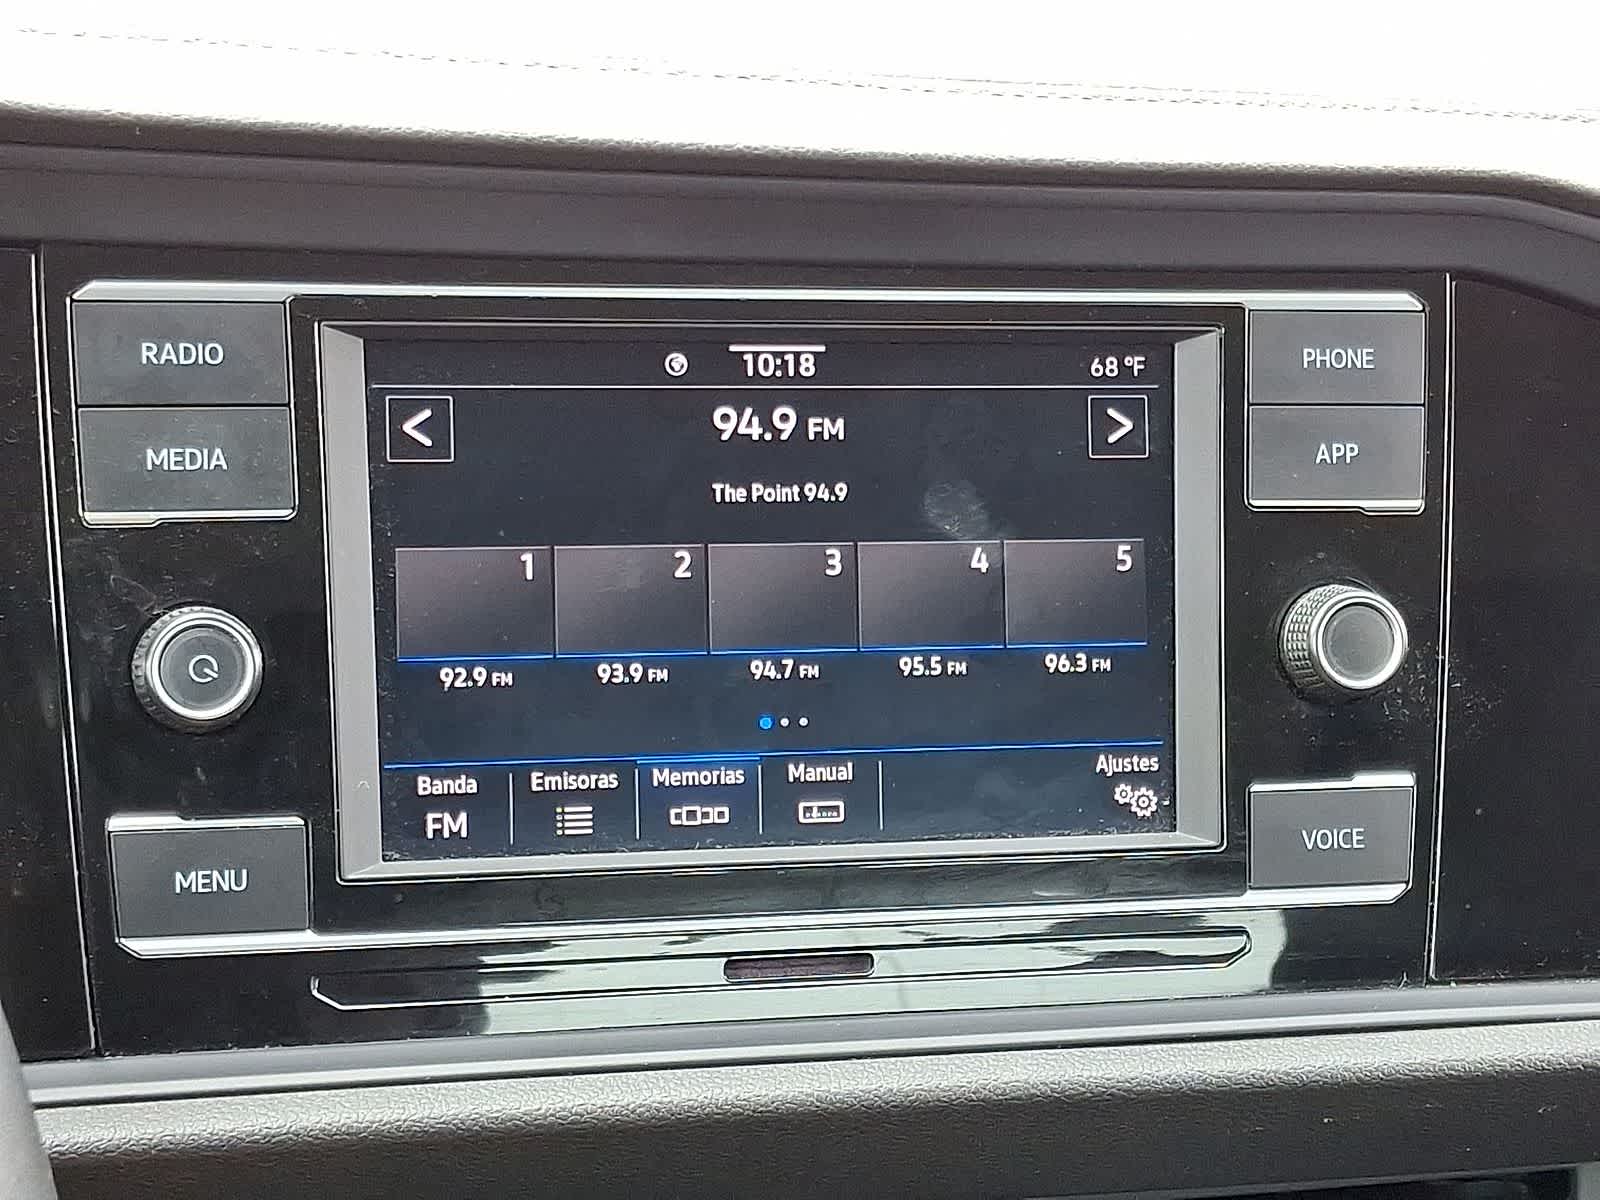 RADIO
MEDIA
MENU
10:18
68 °F
94.9 FM
The Point 94.9
1 2 3 4 5
92.9 FM 93.9 FM 94.7 FM 95.5 FM 96.3 FM
Banda Emisoras Memorias Manual Ajustes
FM
PHONE
APP
VOICE